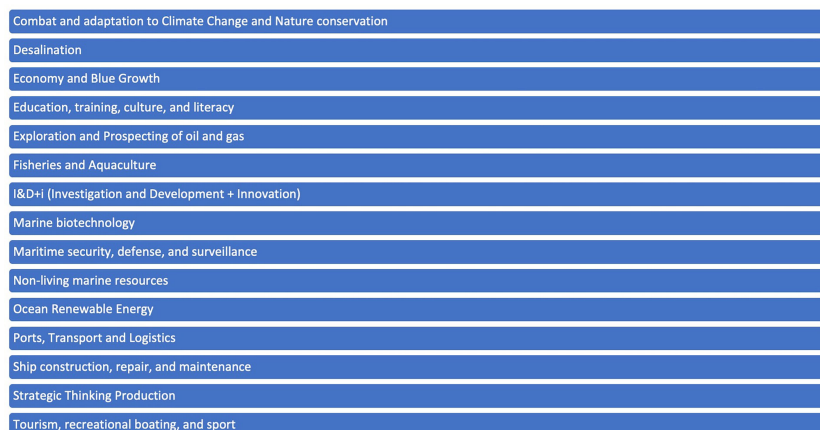 Combat and adaptation to Climate Change and Nature conservation
Desalination
Economy and Blue Growth
Education, training, culture, and literacy
Exploration and Prospecting of oil and gas
Fisheries and Aquaculture
I&D+i (Investigation and Development + Innovation)
Marine biotechnology
Maritime security, defense, and surveillance
Non-living marine resources
Ocean Renewable Energy
Ports, Transport and Logistics
Ship construction, repair, and maintenance
Strategic Thinking Production
Tourism, recreational boating, and sport